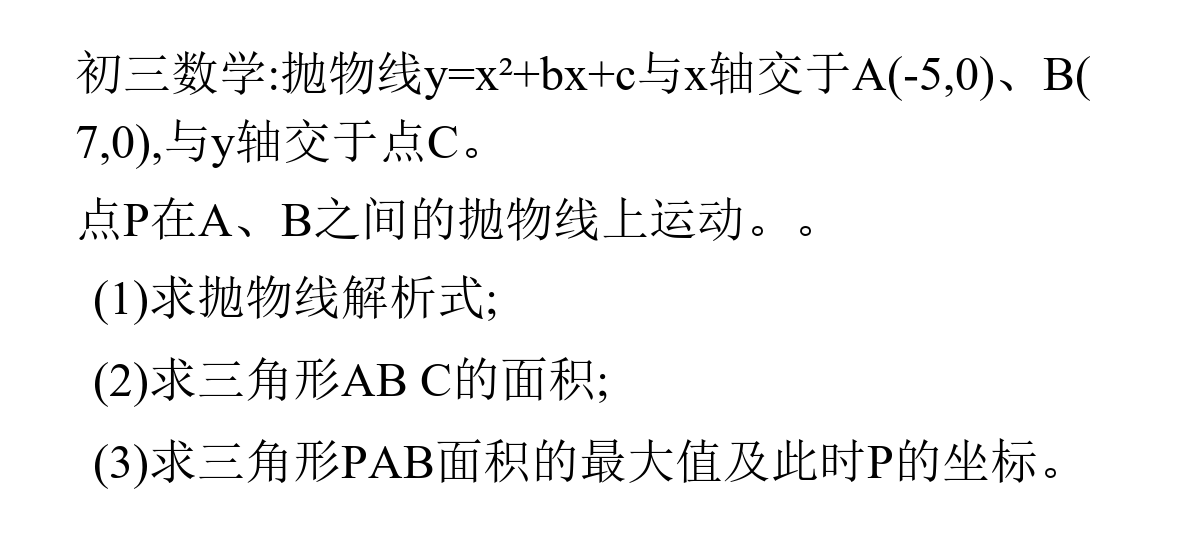 初三数学:抛物线y=x²+bx+c与x轴交于A(-5,0)、B(
7,0),与y轴交于点C。
点P在A、B之间的抛物线上运动。。
(1)求抛物线解析式;
(2)求三角形AB C的面积;
(3)求三角形PAB面积的最大值及此时P的坐标。